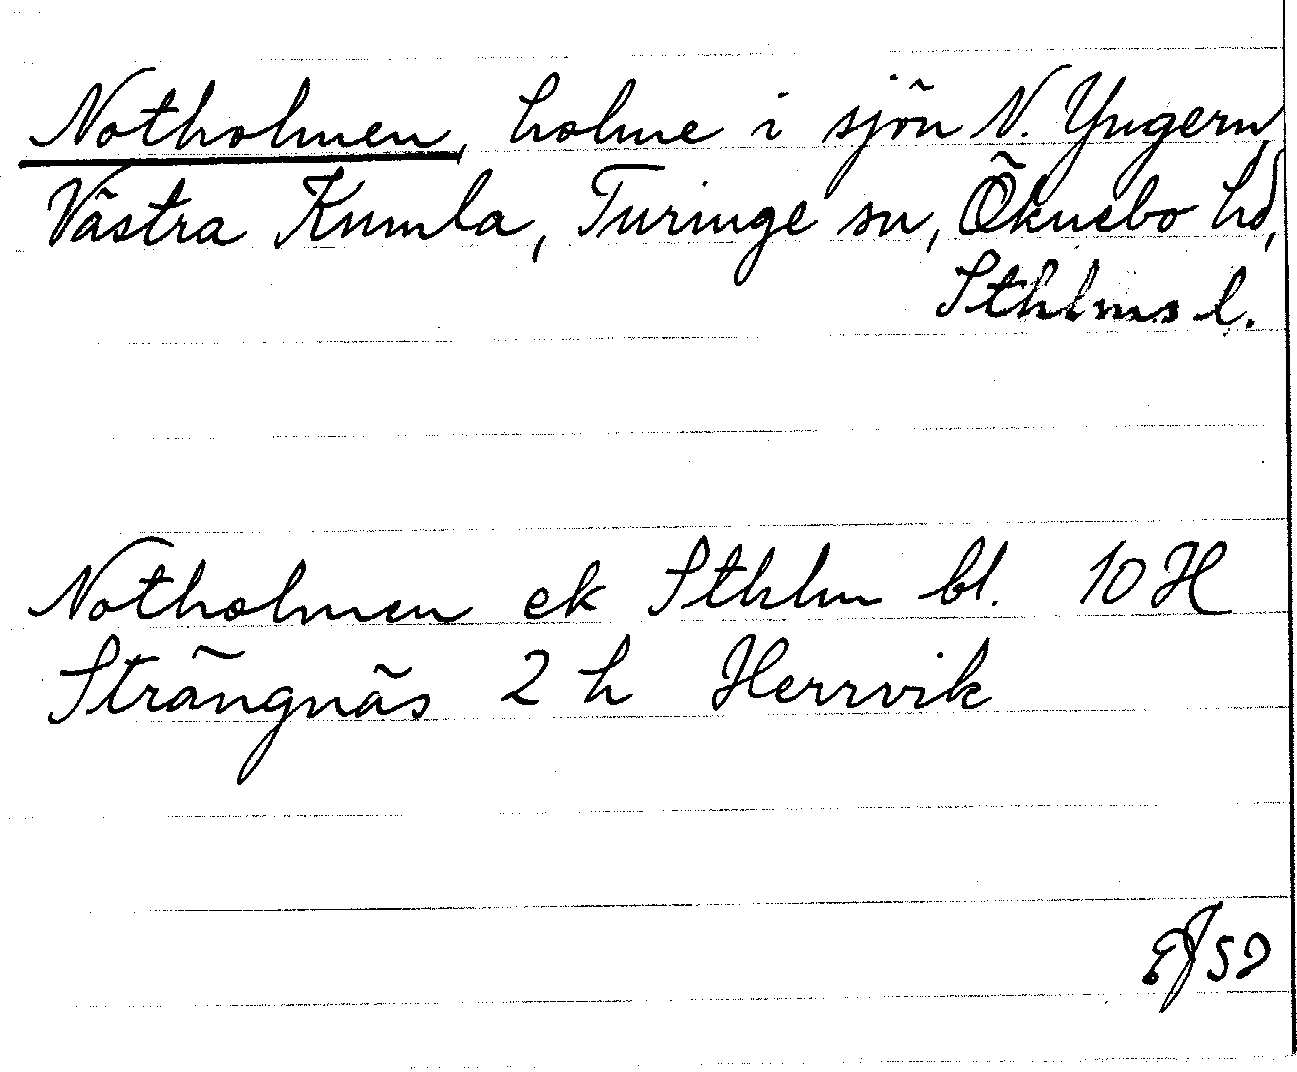 Notholmen, holme i sjön N. Yngern,
Västra Kumla, Turinge sn, Öknebo hd,
Sthlms l.
Notholmen ek Sthlm bl. 10 H
Strängnäs 2 h Herrvik